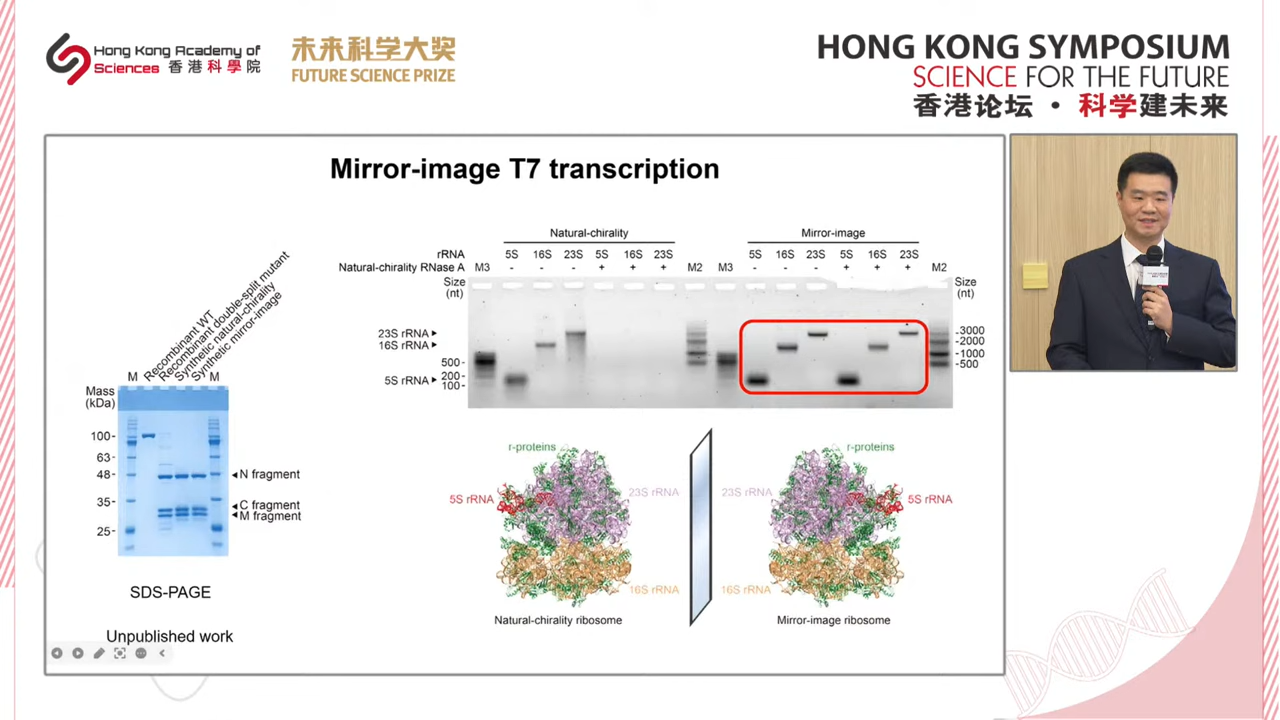 Hong Kong Academy of
Sciences 香港科學院
未来科学大奖
FUTURE SCIENCE PRIZE
HONG KONG SYMPOSIUM
SCIENCE FOR THE FUTURE
香港论坛 · 科学建未来
Mirror-image T7 transcription
Natural-chirality
Mirror-image
rRNA 5S 16S 23S 5S 16S 23S 5S 16S 23S 5S 16S 23S
Natural-chirality RNase A M3 - - - + + + M2 M3 - - - + + + M2
Size
(nt)
Size
(nt)
23S rRNA
16S rRNA
500
200
5S rRNA
100
3000
2000
1000
500
Recombinant WT
Recombinant double-split mutant
Synthetic natural-chirality
Synthetic mirror-image
M M
Mass
(kDa)
100
63
48
35
25
N fragment
C fragment
M fragment
SDS-PAGE
Unpublished work
r-proteins
5S rRNA
23S rRNA
16S rRNA
Natural-chirality ribosome
r-proteins
23S rRNA
5S rRNA
16S rRNA
Mirror-image ribosome